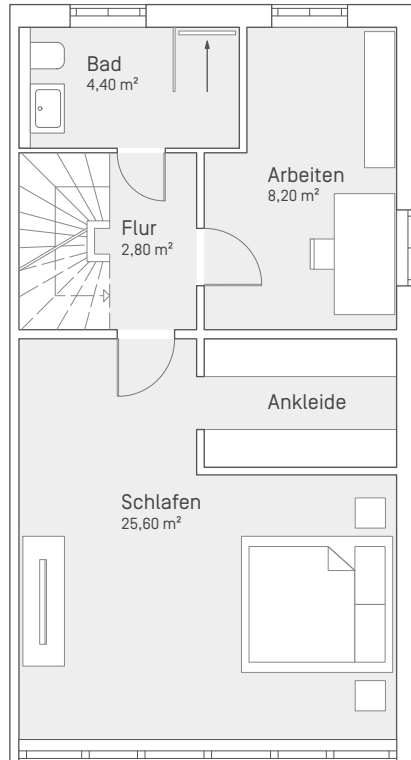 Bad
4,40 m²
Arbeiten
8,20 m²
Flur
2,80 m²
Ankleide
Schlafen
25,60 m²